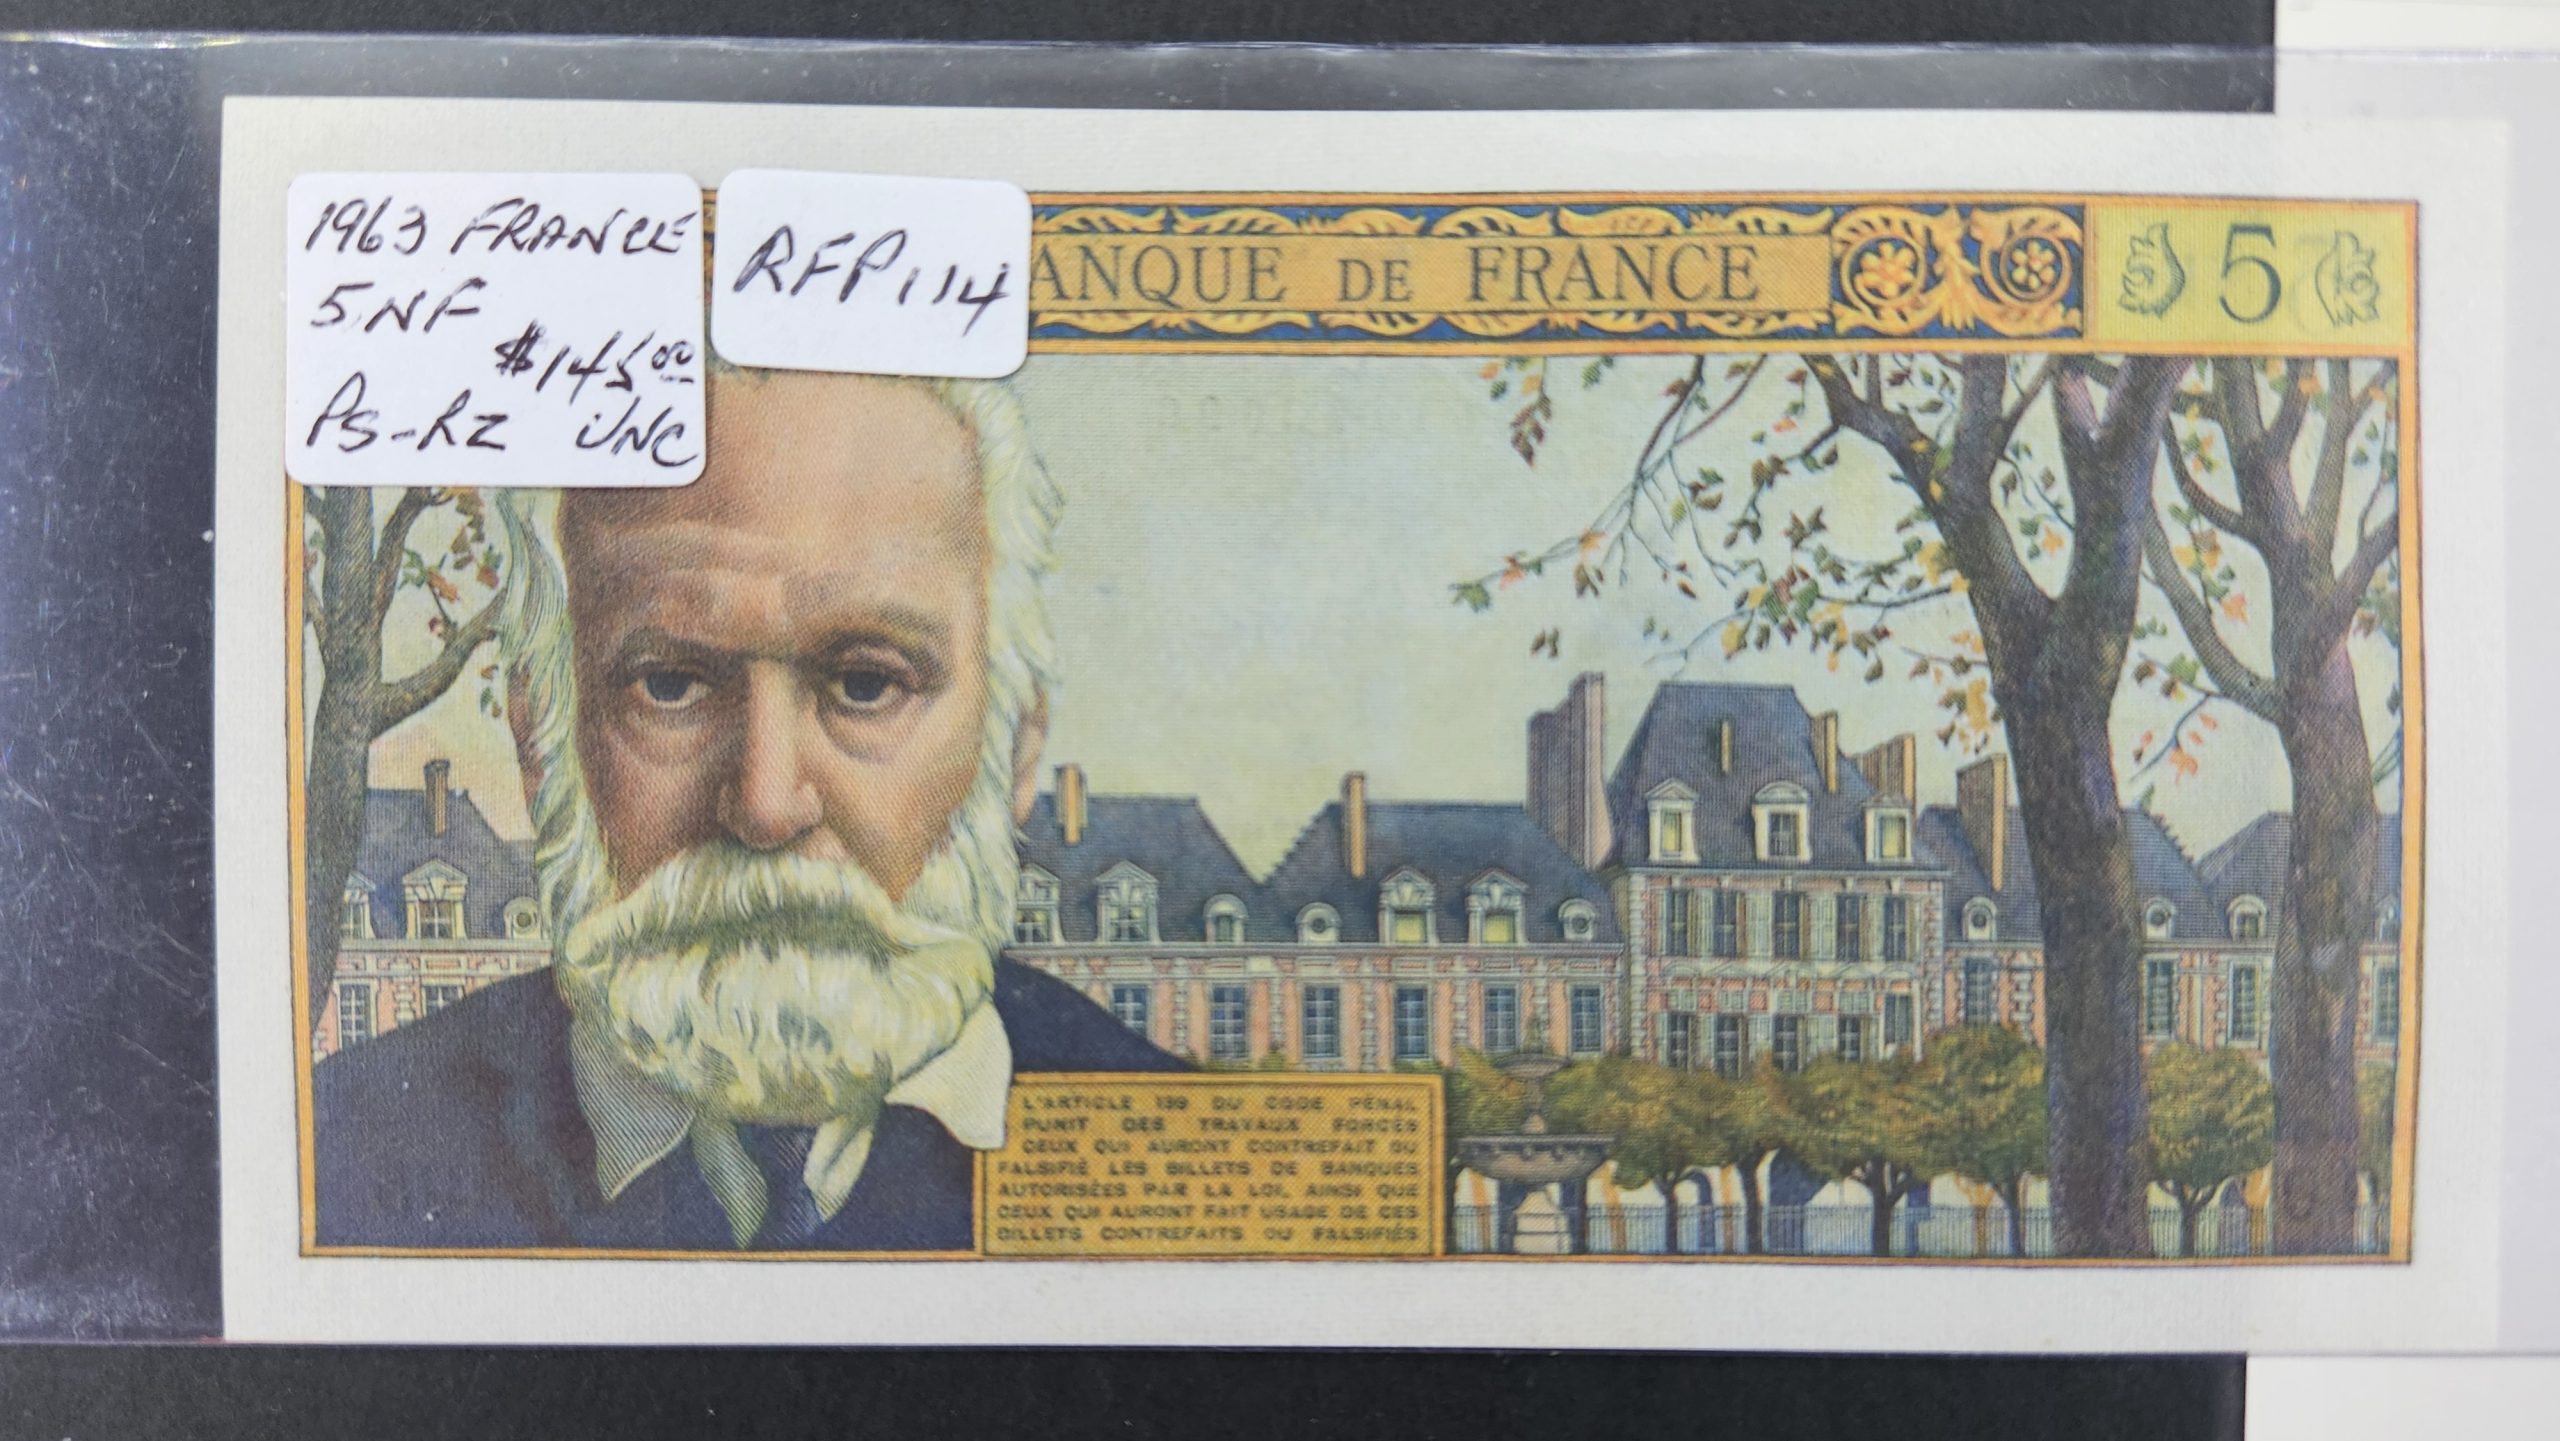 1963 FRANCE
5 NF
$145.00
PS-RZ UNC
RFP114
ANQUE DE FRANCE
5
L'ARTICLE 139 DU CODE PÉNAL
PUNIT DES TRAVAUX FORCÉS
CEUX QUI AURONT CONTREFAIT OU
FALSIFIÉ LES BILLETS DE BANQUES
AUTORISÉES PAR LA LOI, AINSI QUE
CEUX QUI AURONT FAIT USAGE DE CES
BILLETS CONTREFAITS OU FALSIFIÉS